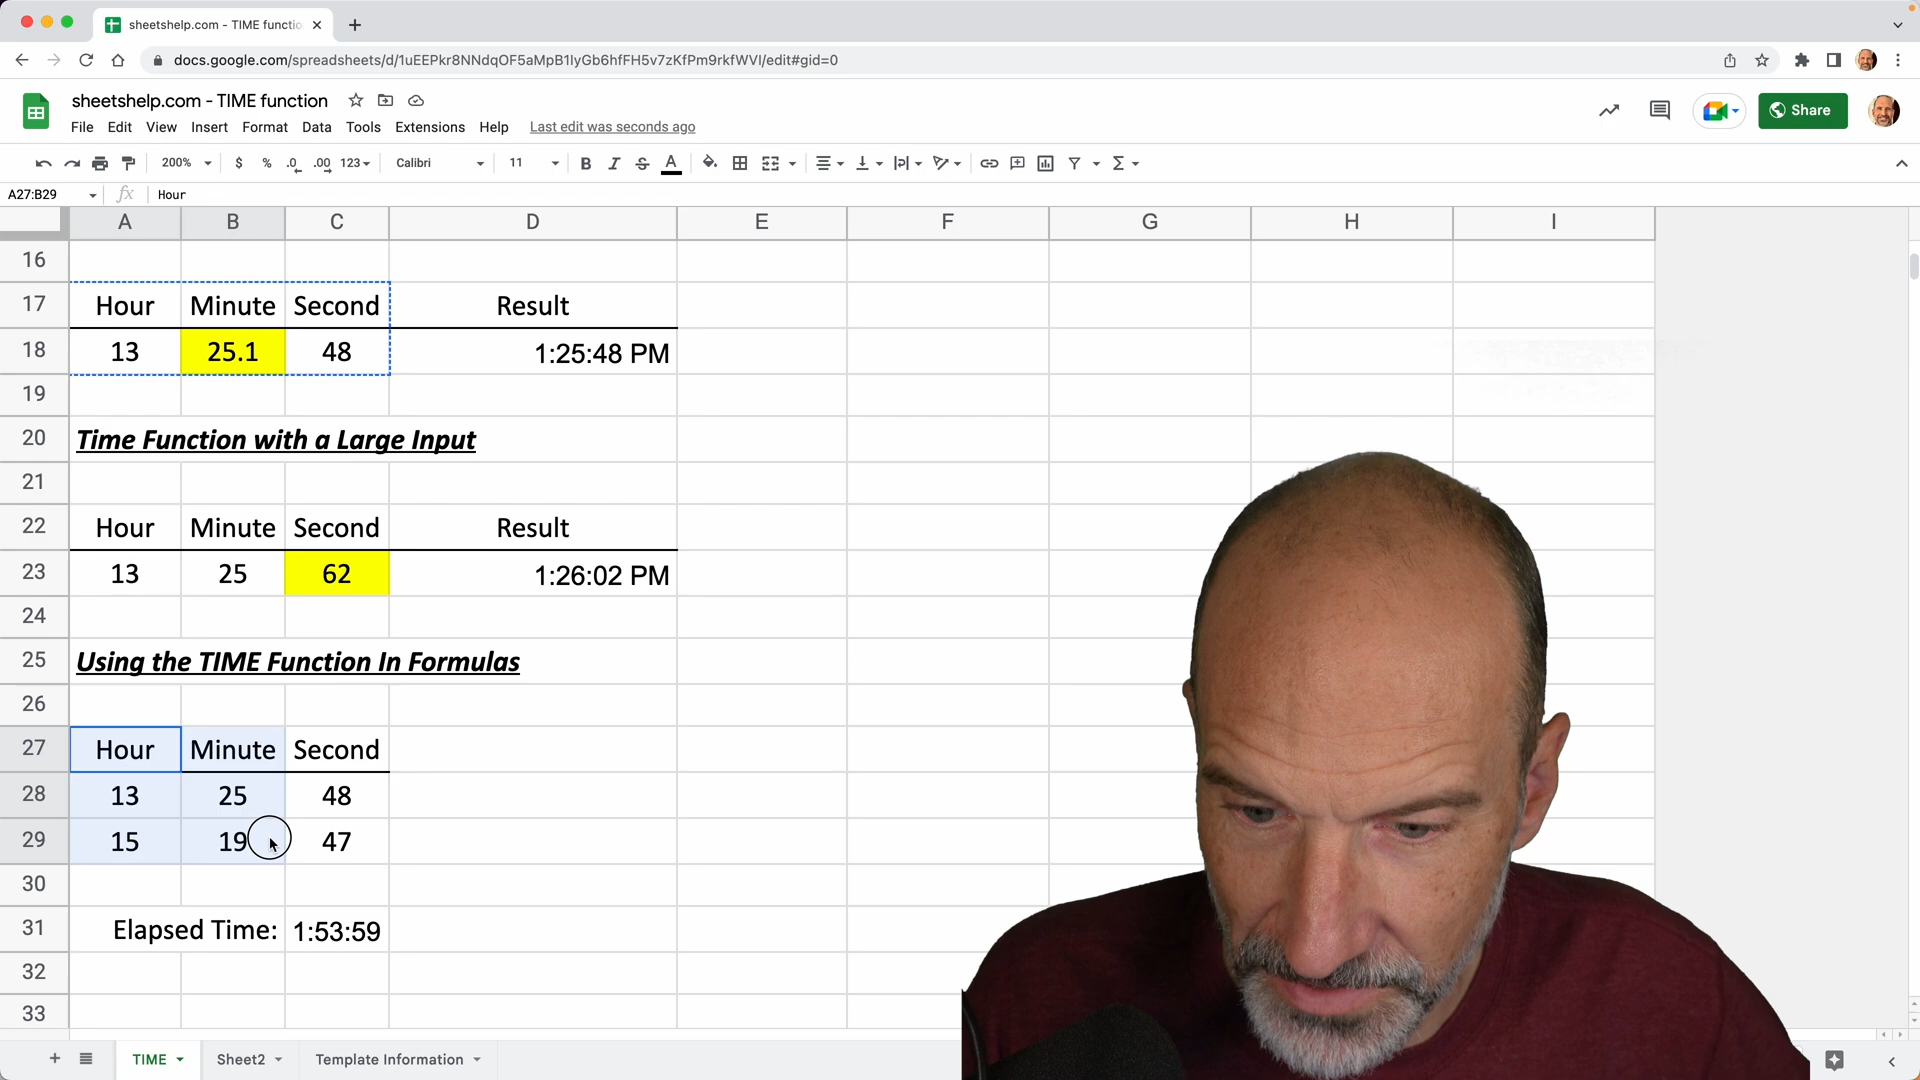 sheetshelp.com - TIME functio
docs.google.com/spreadsheets/d/1uEEPkr8NNdqOF5aMpB1IyGb6hfFH5v7zKfPm9rkfWVI/edit#gid=0
sheetshelp.com - TIME function
Share
File Edit View Insert Format Data Tools Extensions Help Last edit was seconds ago
200% $ % .0 .00 123 Calibri 11 B I S A
A27:B29 fx Hour
A B C D E F G H I
16
17 Hour Minute Second Result
18 13 25.1 48 1:25:48 PM
19
20 Time Function with a Large Input
21
22 Hour Minute Second Result
23 13 25 62 1:26:02 PM
24
25 Using the TIME Function In Formulas
26
27 Hour Minute Second
28 13 25 48
29 15 19 47
30
31 Elapsed Time: 1:53:59
32
33
TIME Sheet2 Template Information